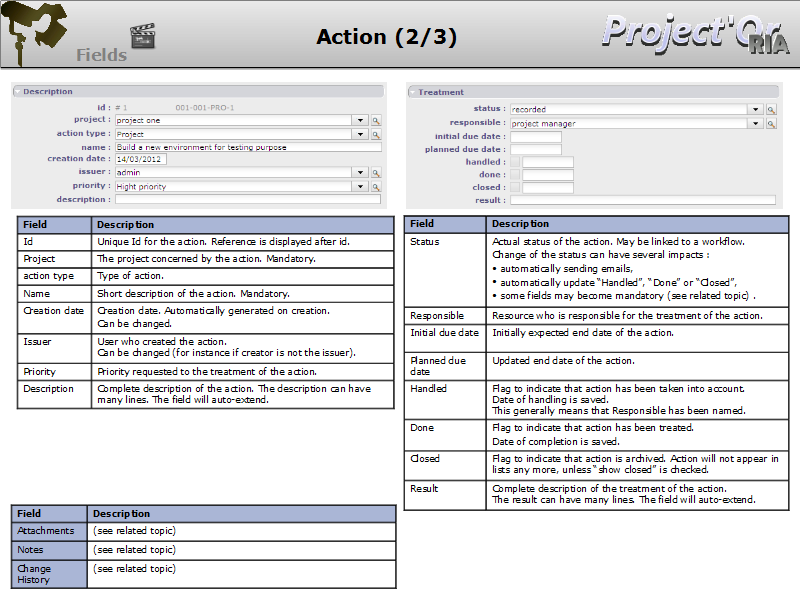 Fields
Action (2/3)
Project'Or
RIA
Description
id : # 1 001-001-PRO-1
project : project one
action type : Project
name : Build a new environment for testing purpose
creation date : 14/03/2012
issuer : admin
priority : Hight priority
description :
Field Description
Id Unique Id for the action. Reference is displayed after id.
Project The project concerned by the action. Mandatory.
action type Type of action.
Name Short description of the action. Mandatory.
Creation date Creation date. Automatically generated on creation.
Can be changed.
Issuer User who created the action.
Can be changed (for instance if creator is not the issuer).
Priority Priority requested to the treatment of the action.
Description Complete description of the action. The description can have
many lines. The field will auto-extend.
Field Description
Attachments (see related topic)
Notes (see related topic)
Change (see related topic)
History
Treatment
status : recorded
responsible : project manager
initial due date :
planned due date :
handled :
done :
closed :
result :
Field Description
Status Actual status of the action. May be linked to a workflow.
Change of the status can have several impacts :
• automatically sending emails,
• automatically update “Handled”, “Done” or “Closed”,
• some fields may become mandatory (see related topic) .
Responsible Resource who is responsible for the treatment of the action.
Initial due date Initially expected end date of the action.
Planned due Updated end date of the action.
date
Handled Flag to indicate that action has been taken into account.
Date of handling is saved.
This generally means that Responsible has been named.
Done Flag to indicate that action has been treated.
Date of completion is saved.
Closed Flag to indicate that action is archived. Action will not appear in
lists any more, unless “show closed” is checked.
Result Complete description of the treatment of the action.
The result can have many lines. The field will auto-extend.